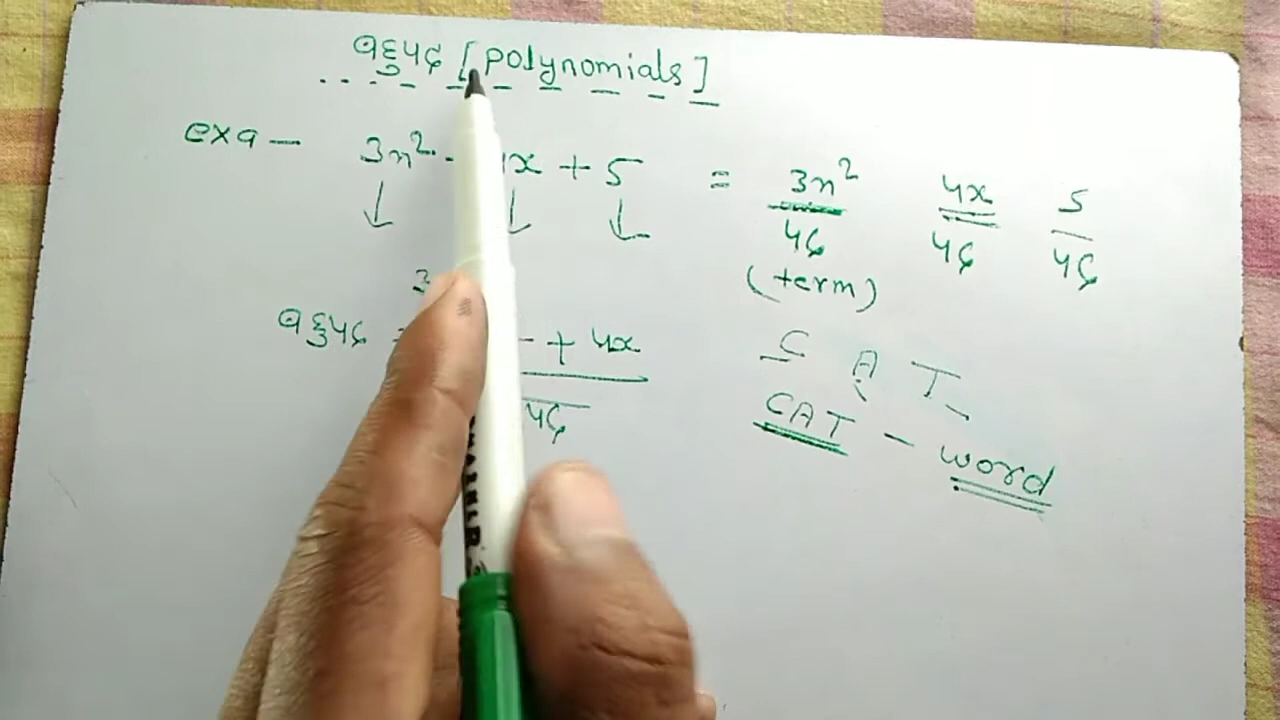 बहुपद [polynomials]
exa - 3x² - 4x + 5 = 3x² 4x 5
पद पद पद
(term)
बहुपद + 4x
पद
C A T
CAT - word